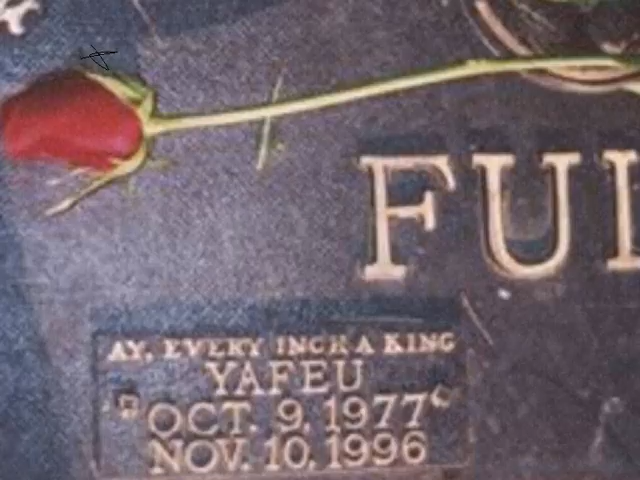 FUL
AY, EVERY INCH A KING
YAFEU
OCT. 9, 1977
NOV. 10, 1996